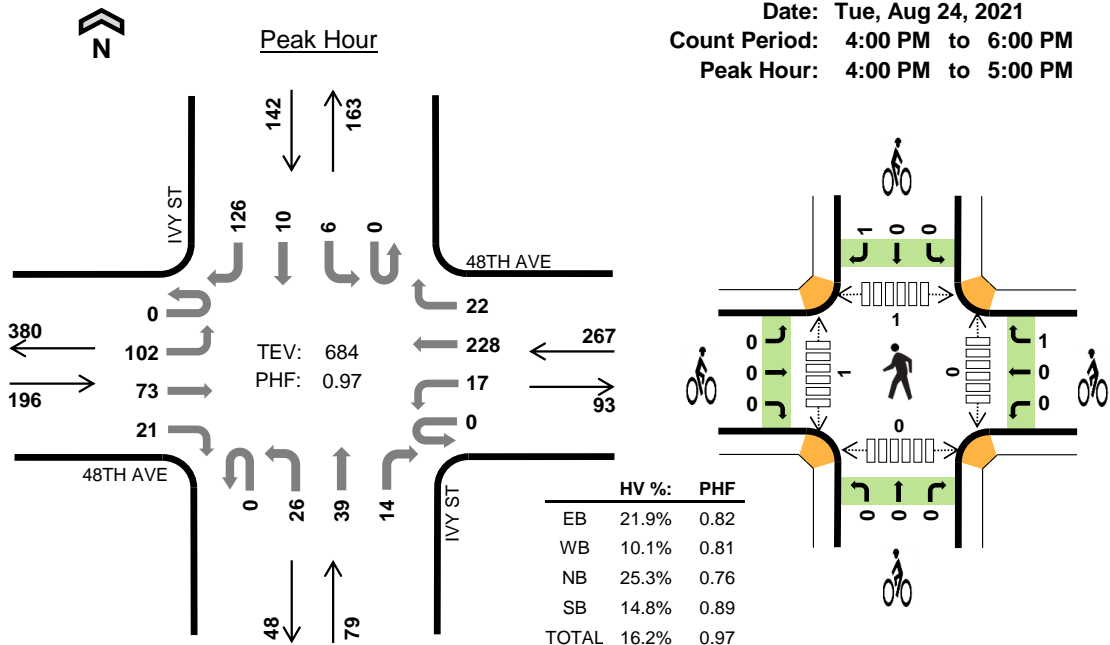 Date: Tue, Aug 24, 2021
Count Period: 4:00 PM to 6:00 PM
Peak Hour: 4:00 PM to 5:00 PM
N
Peak Hour
142
163
IVY ST
126
10
6
0
48TH AVE
0
102
73
21
380
196
TEV: 684
PHF: 0.97
22
228
17
0
267
93
48TH AVE
0
26
39
14
IVY ST
48
79
HV %: PHF
EB 21.9% 0.82
WB 10.1% 0.81
NB 25.3% 0.76
SB 14.8% 0.89
TOTAL 16.2% 0.97
1 0 0
1
0
0
0
1
0
1
0
0
0
0 0 0